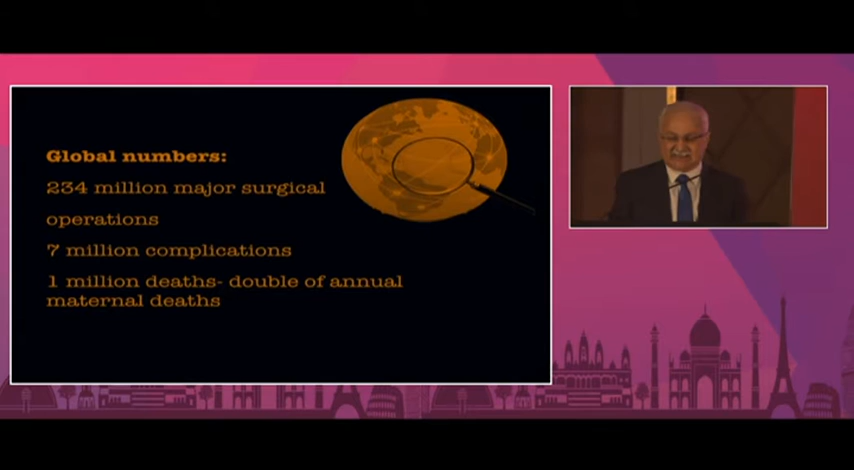 Global numbers:
234 million major surgical
operations
7 million complications
1 million deaths- double of annual
maternal deaths